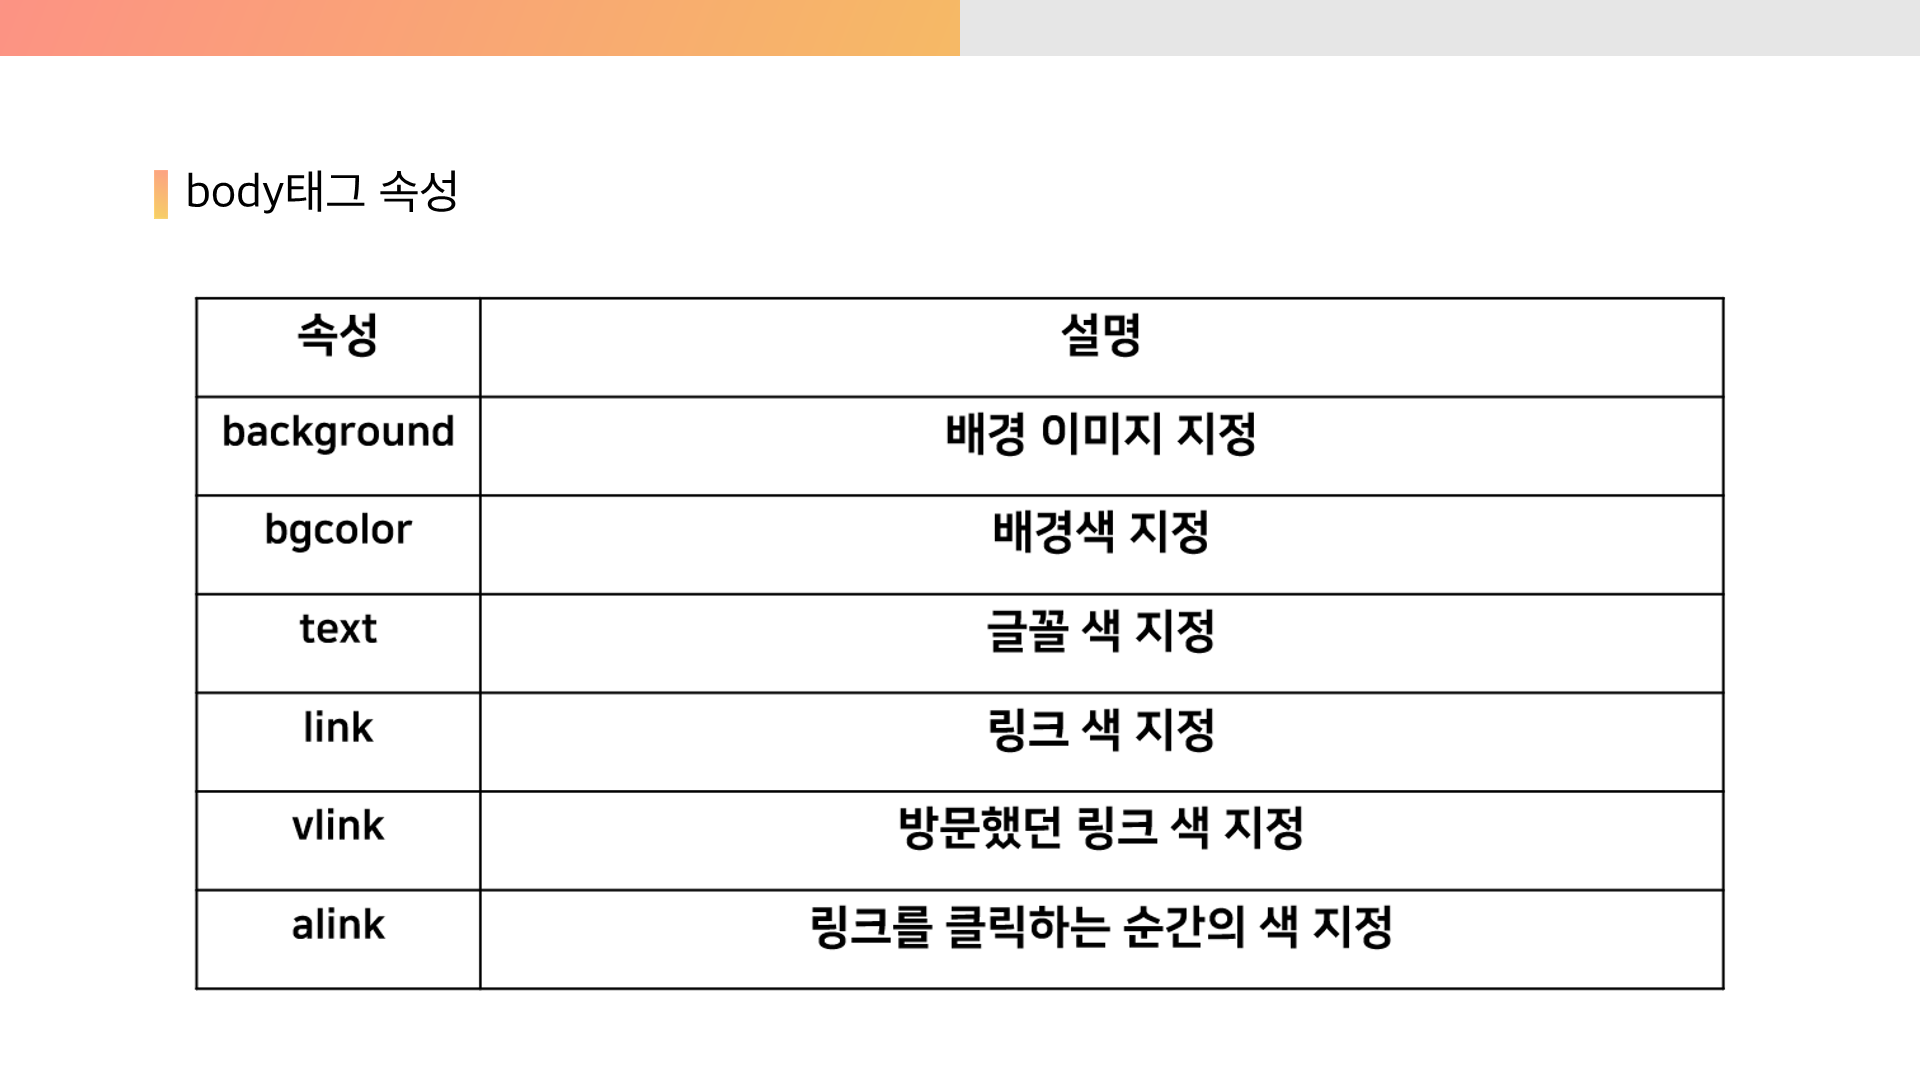 body태그 속성
속성 설명
background 배경 이미지 지정
bgcolor 배경색 지정
text 글꼴 색 지정
link 링크 색 지정
vlink 방문했던 링크 색 지정
alink 링크를 클릭하는 순간의 색 지정